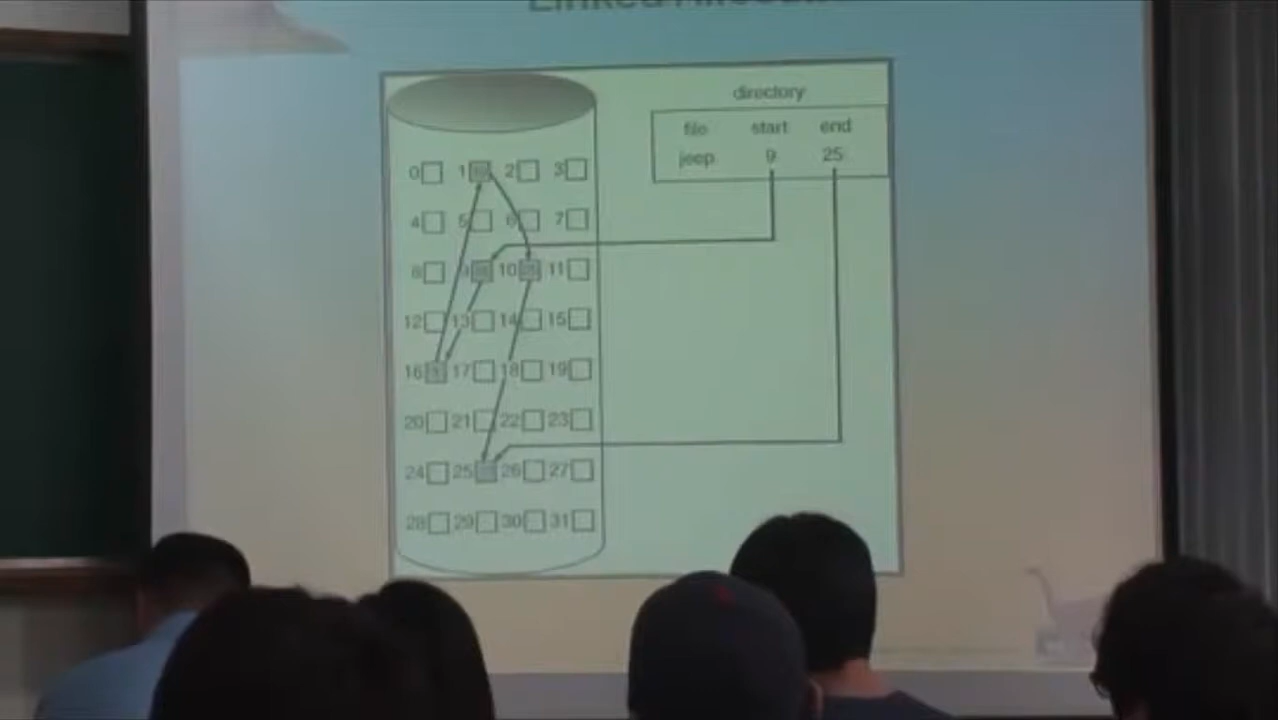 Linked Allocation
directory
file start end
jeep 9 25
0 1 2 3
4 5 6 7
8 9 10 11
12 13 14 15
16 17 18 19
20 21 22 23
24 25 26 27
28 29 30 31